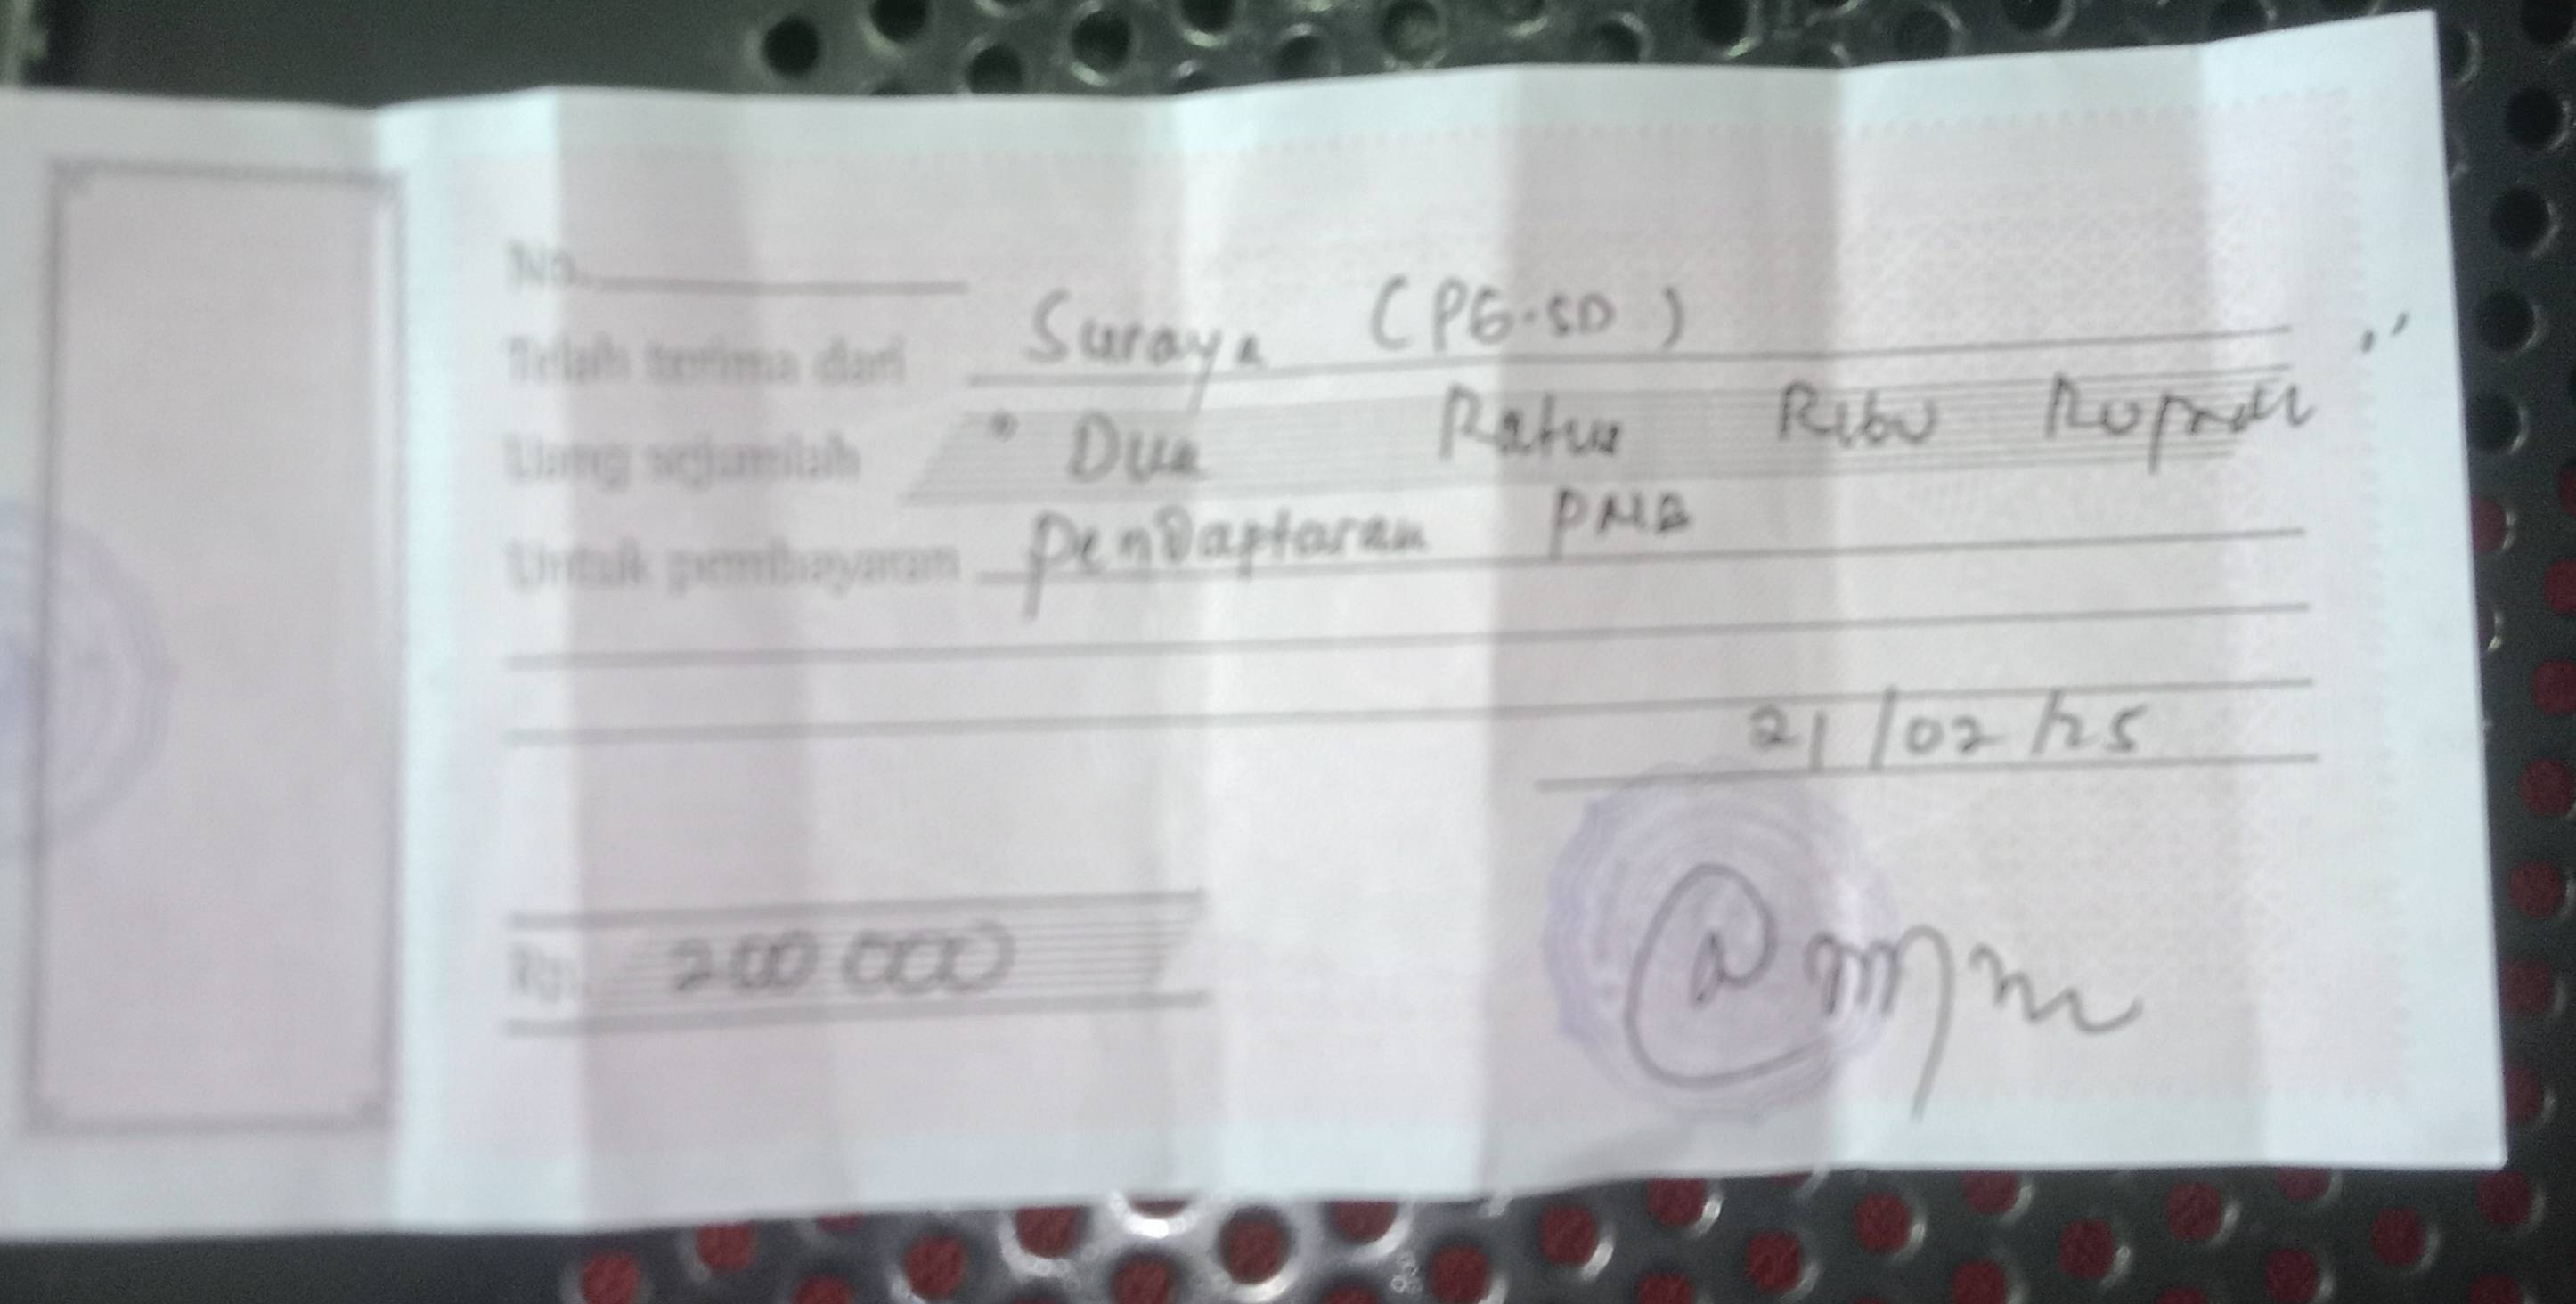 No.
Telah terima dari Suraya (PG-SD)
Uang sejumlah " Dua Ratus Ribu Rupiah "
Untuk pembayaran Pendaptaran PMB
21/02/25
Rp. 200 000